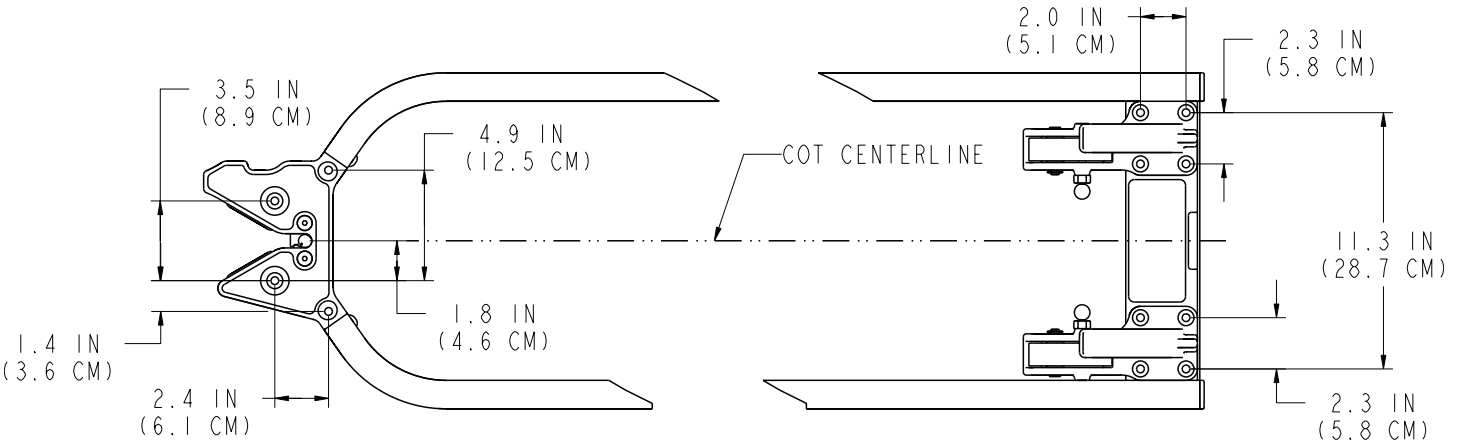 2.0 IN
(5.1 CM)
2.3 IN
(5.8 CM)
3.5 IN
(8.9 CM)
4.9 IN
(12.5 CM)
COT CENTERLINE
11.3 IN
(28.7 CM)
1.8 IN
(4.6 CM)
1.4 IN
(3.6 CM)
2.4 IN
(6.1 CM)
2.3 IN
(5.8 CM)